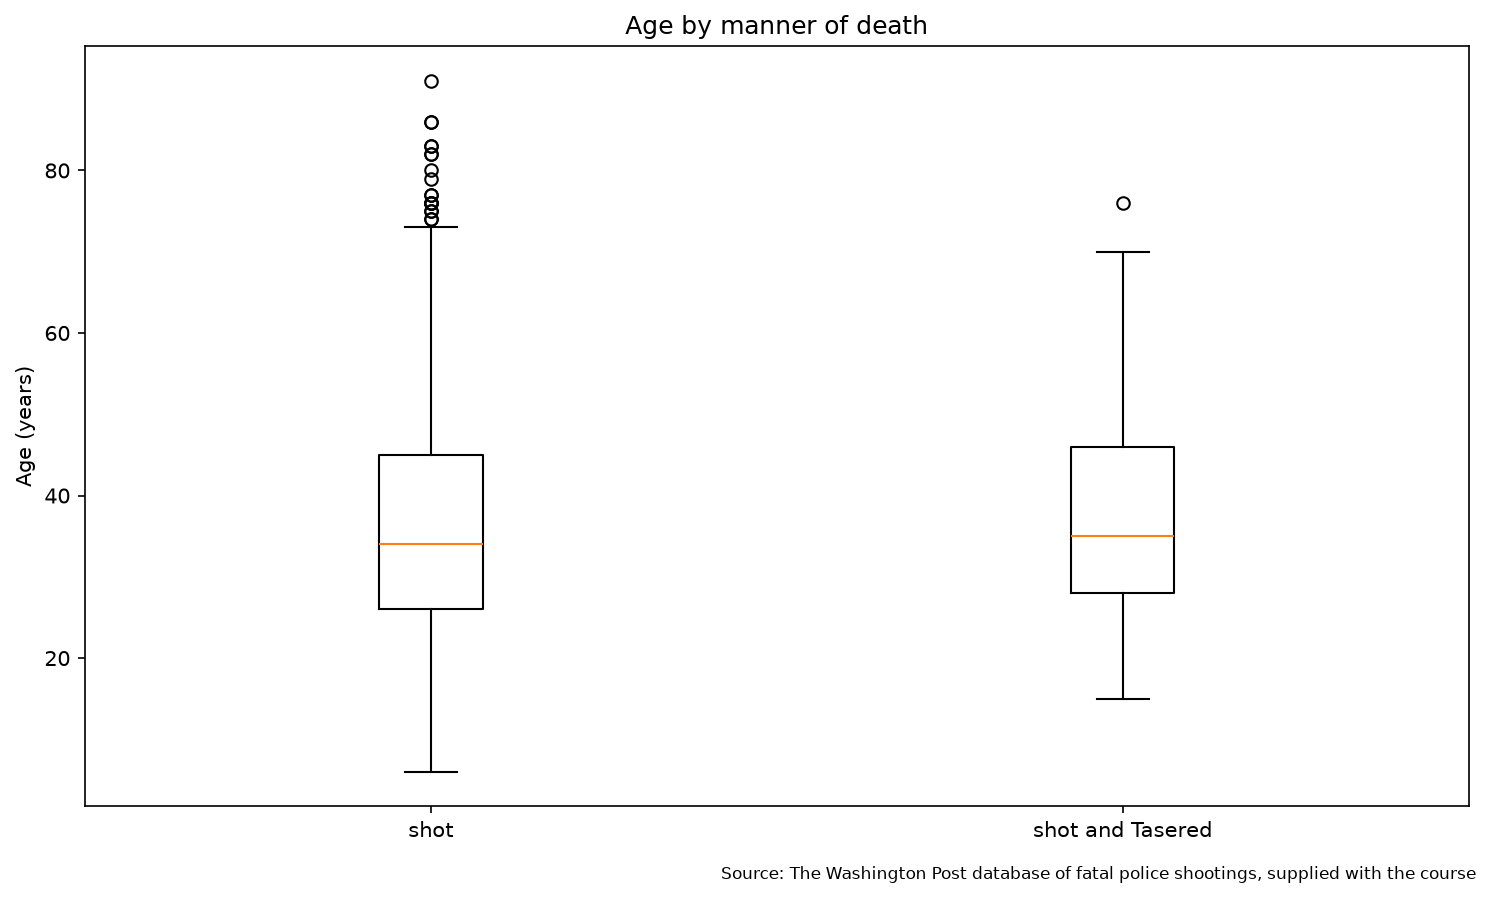 Age by manner of death
Age (years)
80
60
40
20
shot
shot and Tasered
Source: The Washington Post database of fatal police shootings, supplied with the course